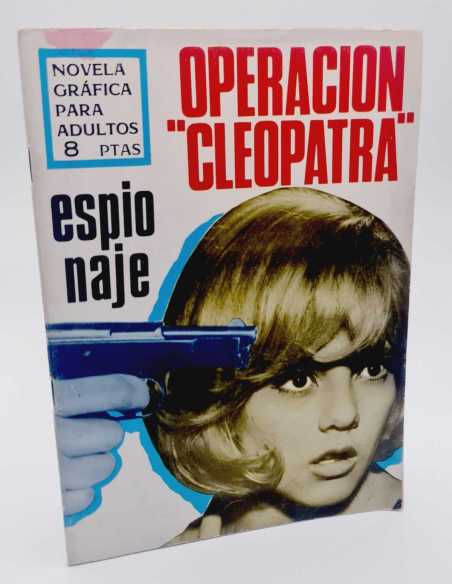 NOVELA
GRÁFICA
PARA
ADULTOS
8 PTAS
OPERACION
"CLEOPATRA"
espio
naje